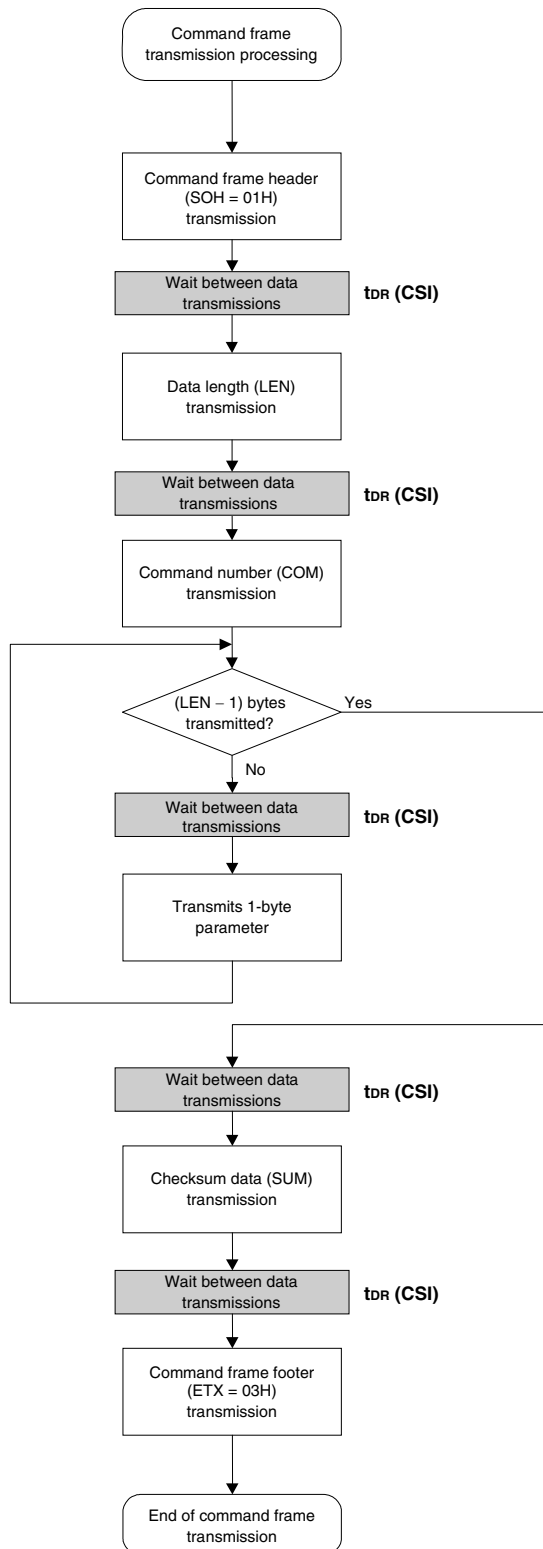 Command frame
transmission processing
Command frame header
(SOH = 01H)
transmission
Wait between data
transmissions
tDR (CSI)
Data length (LEN)
transmission
Wait between data
transmissions
tDR (CSI)
Command number (COM)
transmission
(LEN – 1) bytes
transmitted?
Yes
No
Wait between data
transmissions
tDR (CSI)
Transmits 1-byte
parameter
Wait between data
transmissions
tDR (CSI)
Checksum data (SUM)
transmission
Wait between data
transmissions
tDR (CSI)
Command frame footer
(ETX = 03H)
transmission
End of command frame
transmission